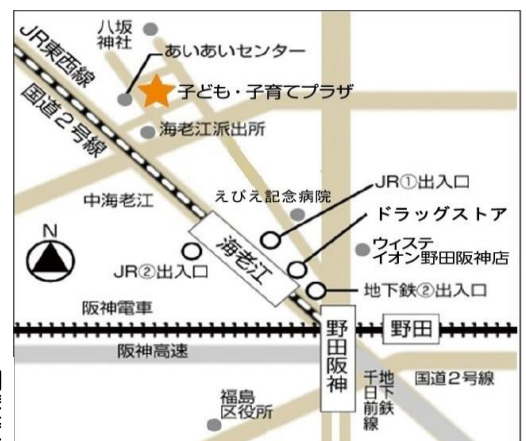 八坂
神社
あいあいセンター
JR東西線
国道2号線
子ども・子育てプラザ
海老江派出所
中海老江
えびえ記念病院
JR①出入口
ドラッグストア
N
海老江
ウィステ
イオン野田阪神店
JR②出入口
地下鉄②出入口
阪神電車
野田阪神
野田
阪神高速
地下鉄
千日前線
国道2号線
福島
区役所